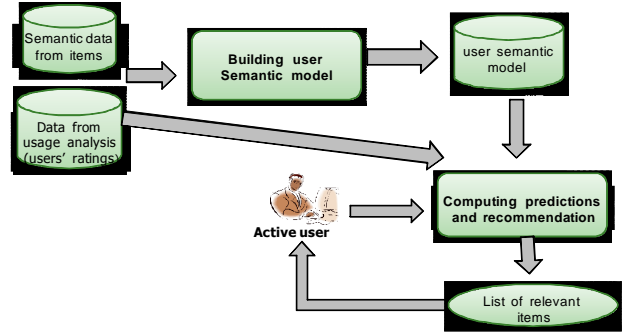 Semantic data
from items
Building user
Semantic model
user semantic
model
Data from
usage analysis
(users' ratings)
Computing predictions
and recommendation
Active user
List of relevant
items